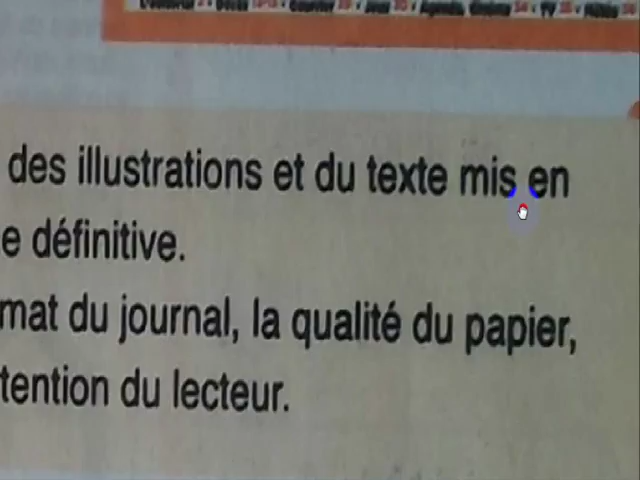 des illustrations et du texte mis en
e définitive.
mat du journal, la qualité du papier,
tention du lecteur.